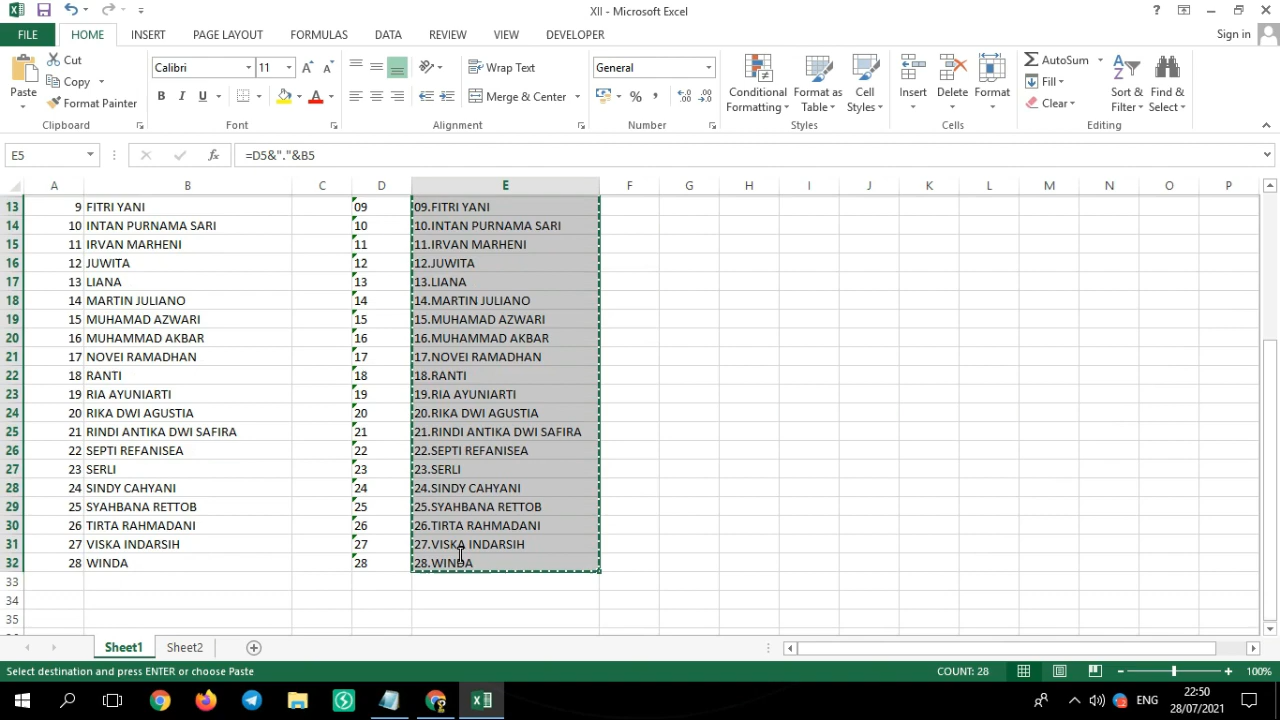 XII - Microsoft Excel
? 
Sign in
FILE HOME INSERT PAGE LAYOUT FORMULAS DATA REVIEW VIEW DEVELOPER
Paste
Cut
Copy
Format Painter
Clipboard
Calibri 11
B I U
Font
Wrap Text
Merge & Center
Alignment
General
% ,
Number
Conditional Formatting
Format as Table
Cell Styles
Styles
Insert
Delete
Format
Cells
AutoSum
Fill
Clear
Sort & Filter
Find & Select
Editing
E5 fx =D5&"."&B5
A B C D E F G H I J K L M N O P
13 9 FITRI YANI 09 09.FITRI YANI
14 10 INTAN PURNAMA SARI 10 10.INTAN PURNAMA SARI
15 11 IRVAN MARHENI 11 11.IRVAN MARHENI
16 12 JUWITA 12 12.JUWITA
17 13 LIANA 13 13.LIANA
18 14 MARTIN JULIANO 14 14.MARTIN JULIANO
19 15 MUHAMAD AZWARI 15 15.MUHAMAD AZWARI
20 16 MUHAMMAD AKBAR 16 16.MUHAMMAD AKBAR
21 17 NOVEI RAMADHAN 17 17.NOVEI RAMADHAN
22 18 RANTI 18 18.RANTI
23 19 RIA AYUNIARTI 19 19.RIA AYUNIARTI
24 20 RIKA DWI AGUSTIA 20 20.RIKA DWI AGUSTIA
25 21 RINDI ANTIKA DWI SAFIRA 21 21.RINDI ANTIKA DWI SAFIRA
26 22 SEPTI REFANISEA 22 22.SEPTI REFANISEA
27 23 SERLI 23 23.SERLI
28 24 SINDY CAHYANI 24 24.SINDY CAHYANI
29 25 SYAHBANA RETTOB 25 25.SYAHBANA RETTOB
30 26 TIRTA RAHMADANI 26 26.TIRTA RAHMADANI
31 27 VISKA INDARSIH 27 27.VISKA INDARSIH
32 28 WINDA 28 28.WINDA
33
34
35
Sheet1 Sheet2
Select destination and press ENTER or choose Paste COUNT: 28 100%
ENG
22:50
28/07/2021